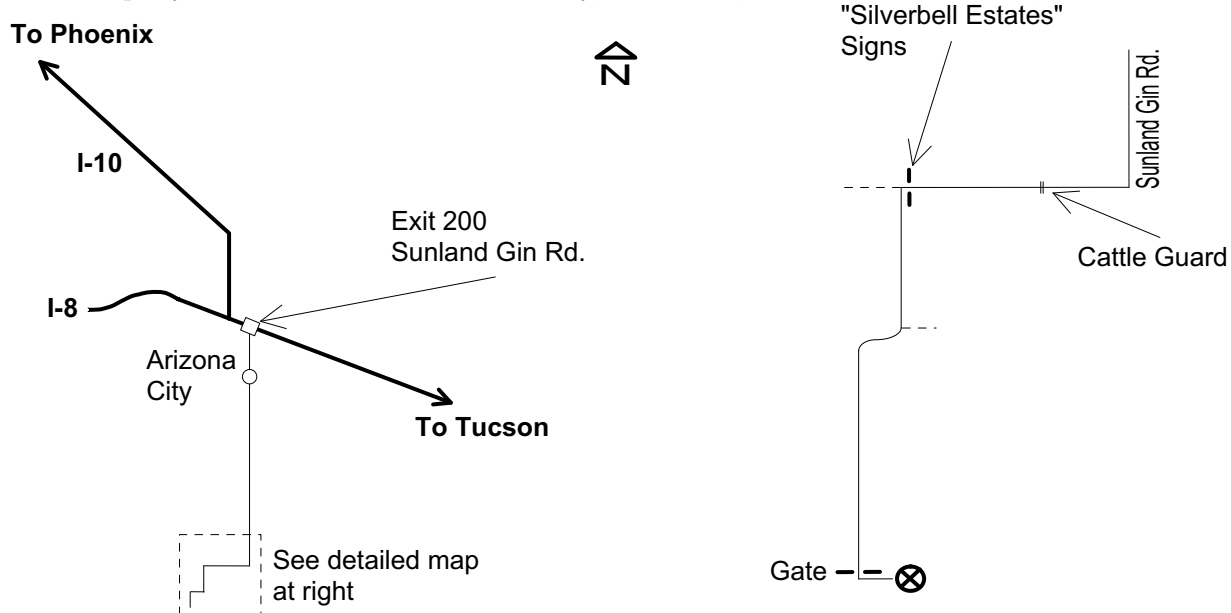 To Phoenix
I-10
N
Exit 200
Sunland Gin Rd.
I-8
Arizona
City
To Tucson
See detailed map
at right
"Silverbell Estates"
Signs
Sunland Gin Rd.
Cattle Guard
Gate